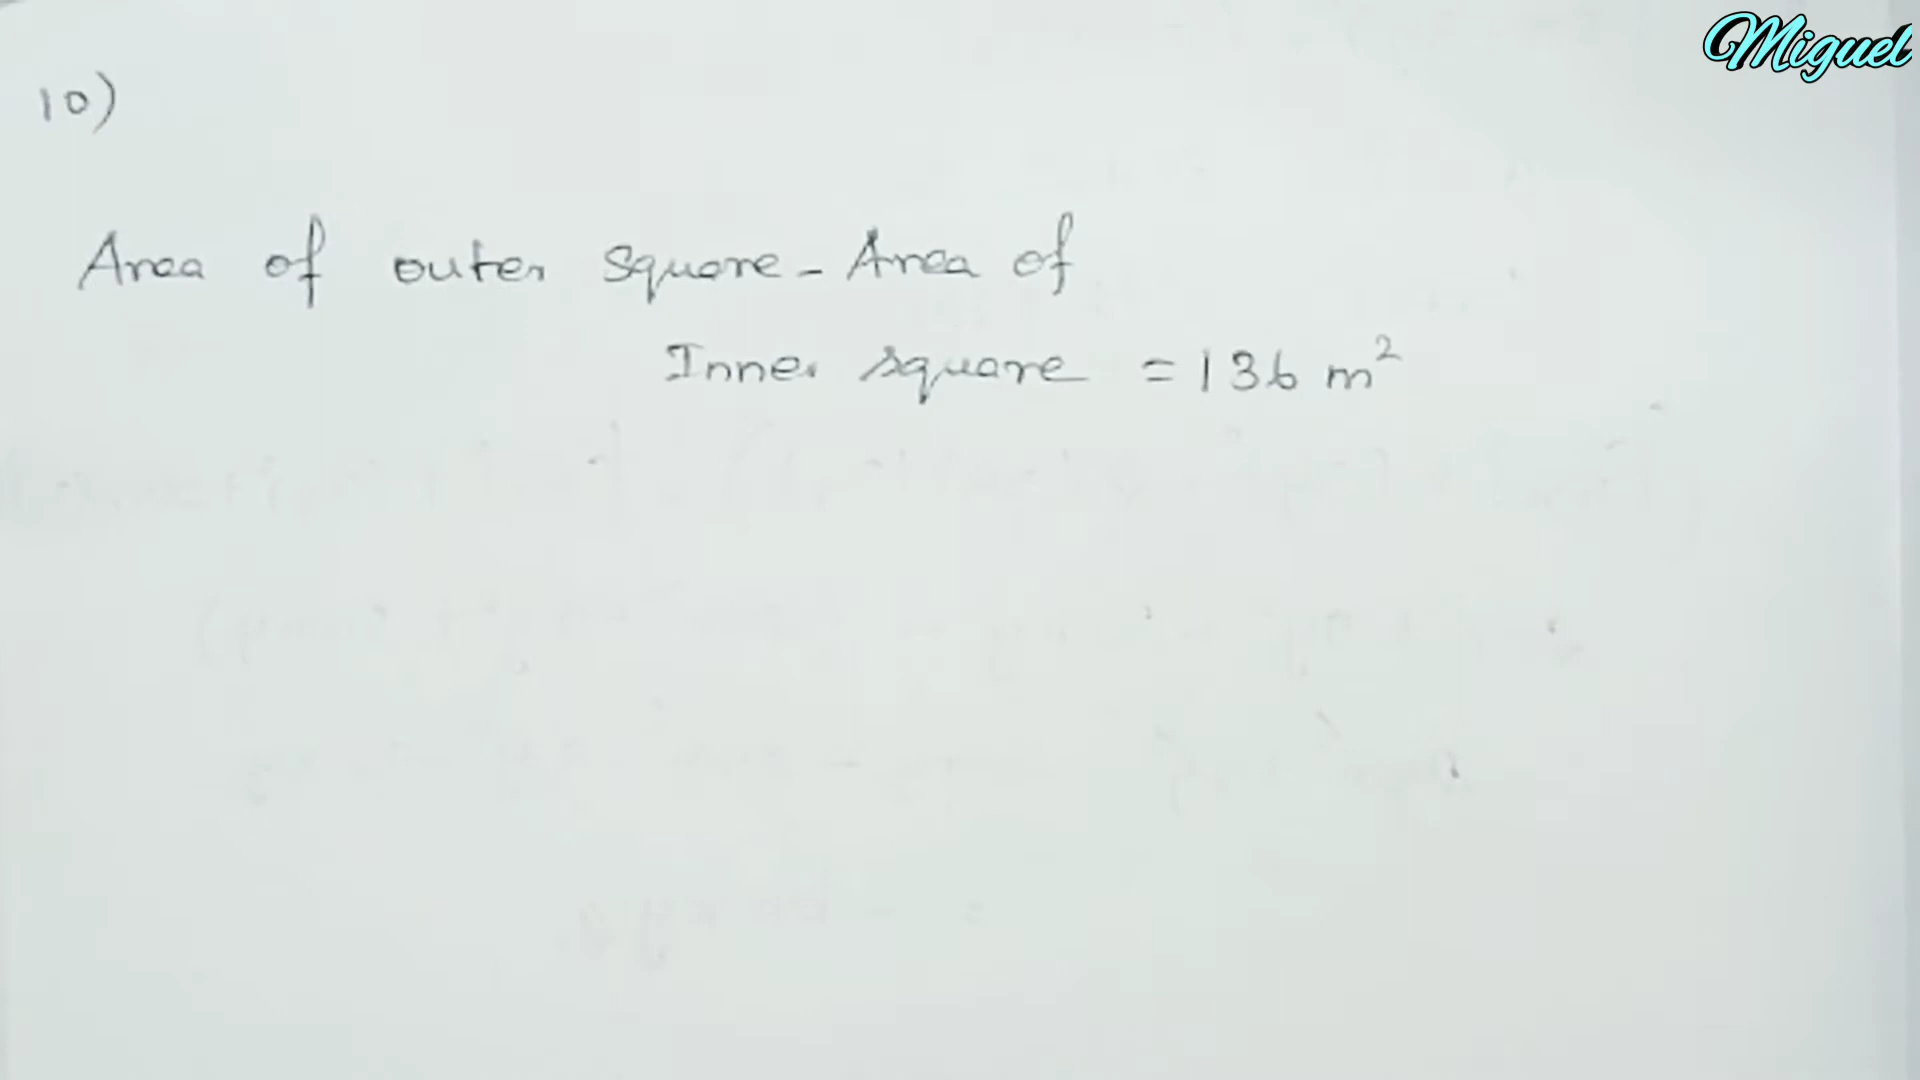 Miguel
10)
Area of outer square - Area of
Inner square = 136 m²